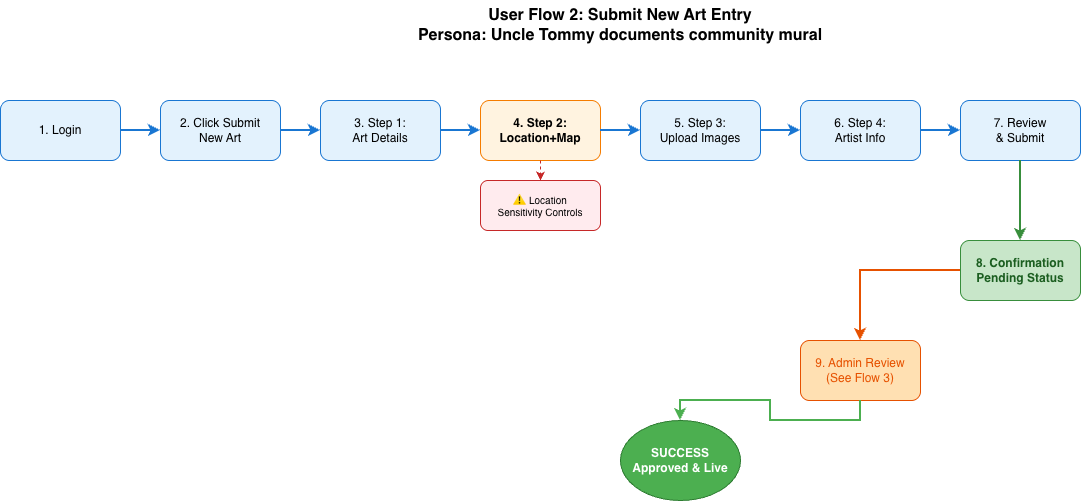 User Flow 2: Submit New Art Entry
Persona: Uncle Tommy documents community mural
1. Login
2. Click Submit
New Art
3. Step 1:
Art Details
4. Step 2:
Location+Map
5. Step 3:
Upload Images
6. Step 4:
Artist Info
7. Review
& Submit
⚠️ Location
Sensitivity Controls
8. Confirmation
Pending Status
9. Admin Review
(See Flow 3)
SUCCESS
Approved & Live